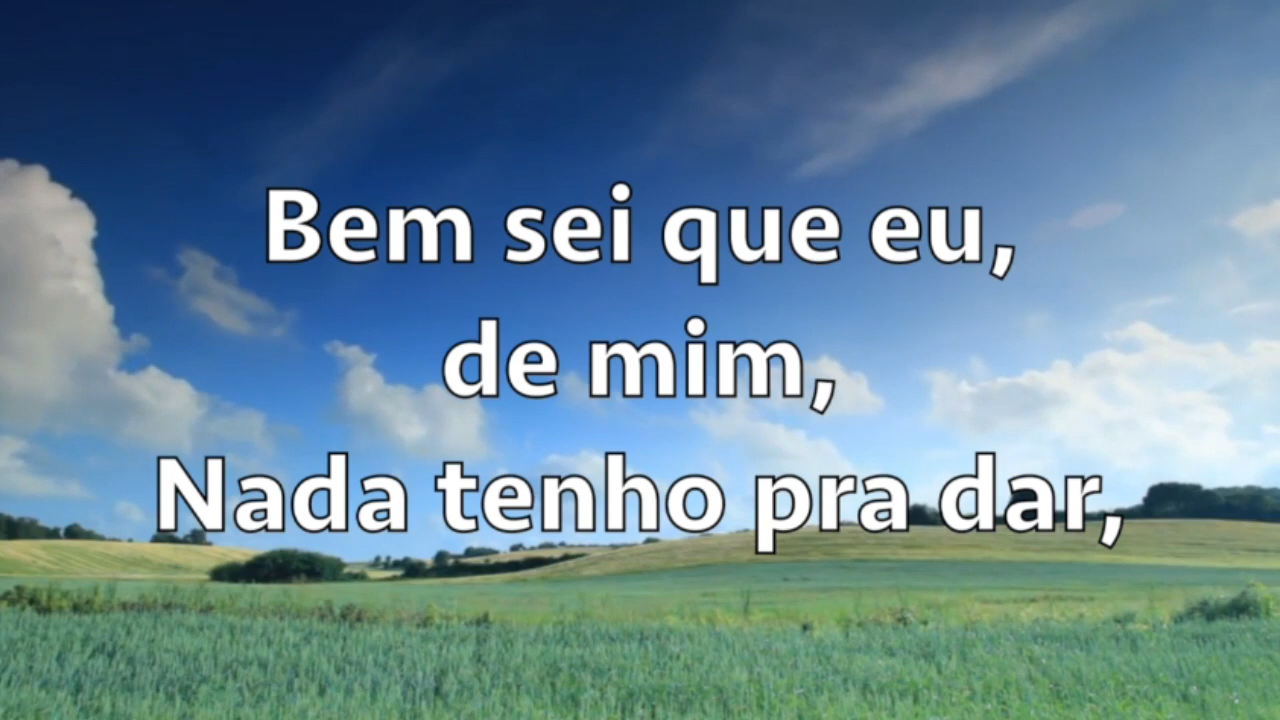 Bem sei que eu,
de mim,
Nada tenho pra dar,